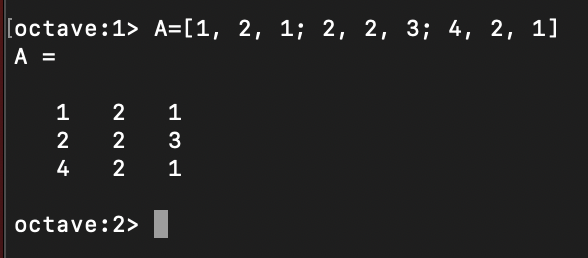 [octave:1> A=[1, 2, 1; 2, 2, 3; 4, 2, 1]
A =
1 2 1
2 2 3
4 2 1
octave:2>